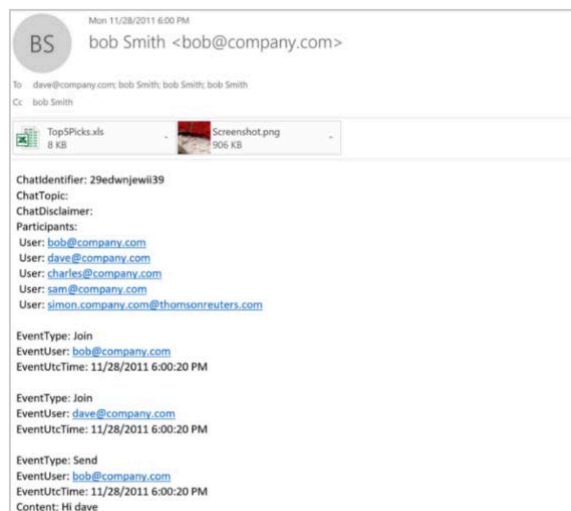 Mon 11/28/2011 6:00 PM
BS
bob Smith <bob@company.com>
To dave@company.com; bob Smith; bob Smith; bob Smith
Cc bob Smith
Top5Picks.xls
8 KB
Screenshot.png
906 KB
ChatIdentifier: 29edwnjewii39
ChatTopic:
ChatDisclaimer:
Participants:
User: bob@company.com
User: dave@company.com
User: charles@company.com
User: sam@company.com
User: simon.company.com@thomsonreuters.com
EventType: Join
EventUser: bob@company.com
EventUtcTime: 11/28/2011 6:00:20 PM
EventType: Join
EventUser: dave@company.com
EventUtcTime: 11/28/2011 6:00:20 PM
EventType: Send
EventUser: bob@company.com
EventUtcTime: 11/28/2011 6:00:20 PM
Content: Hi dave